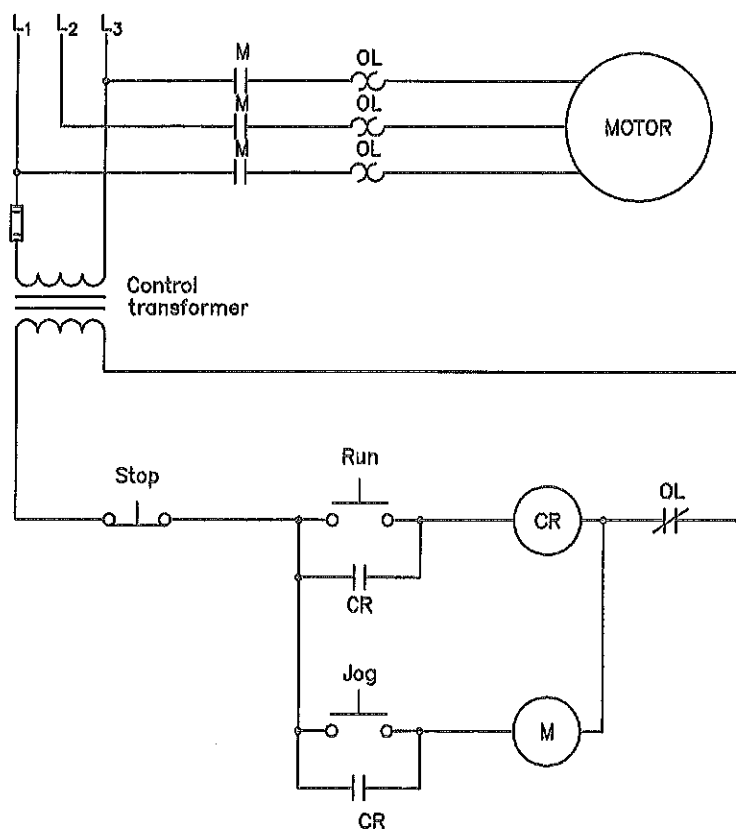 L1 L2 L3
M OL
M OL
M OL
MOTOR
Control
transformer
Stop
Run
CR
OL
CR
Jog
M
CR